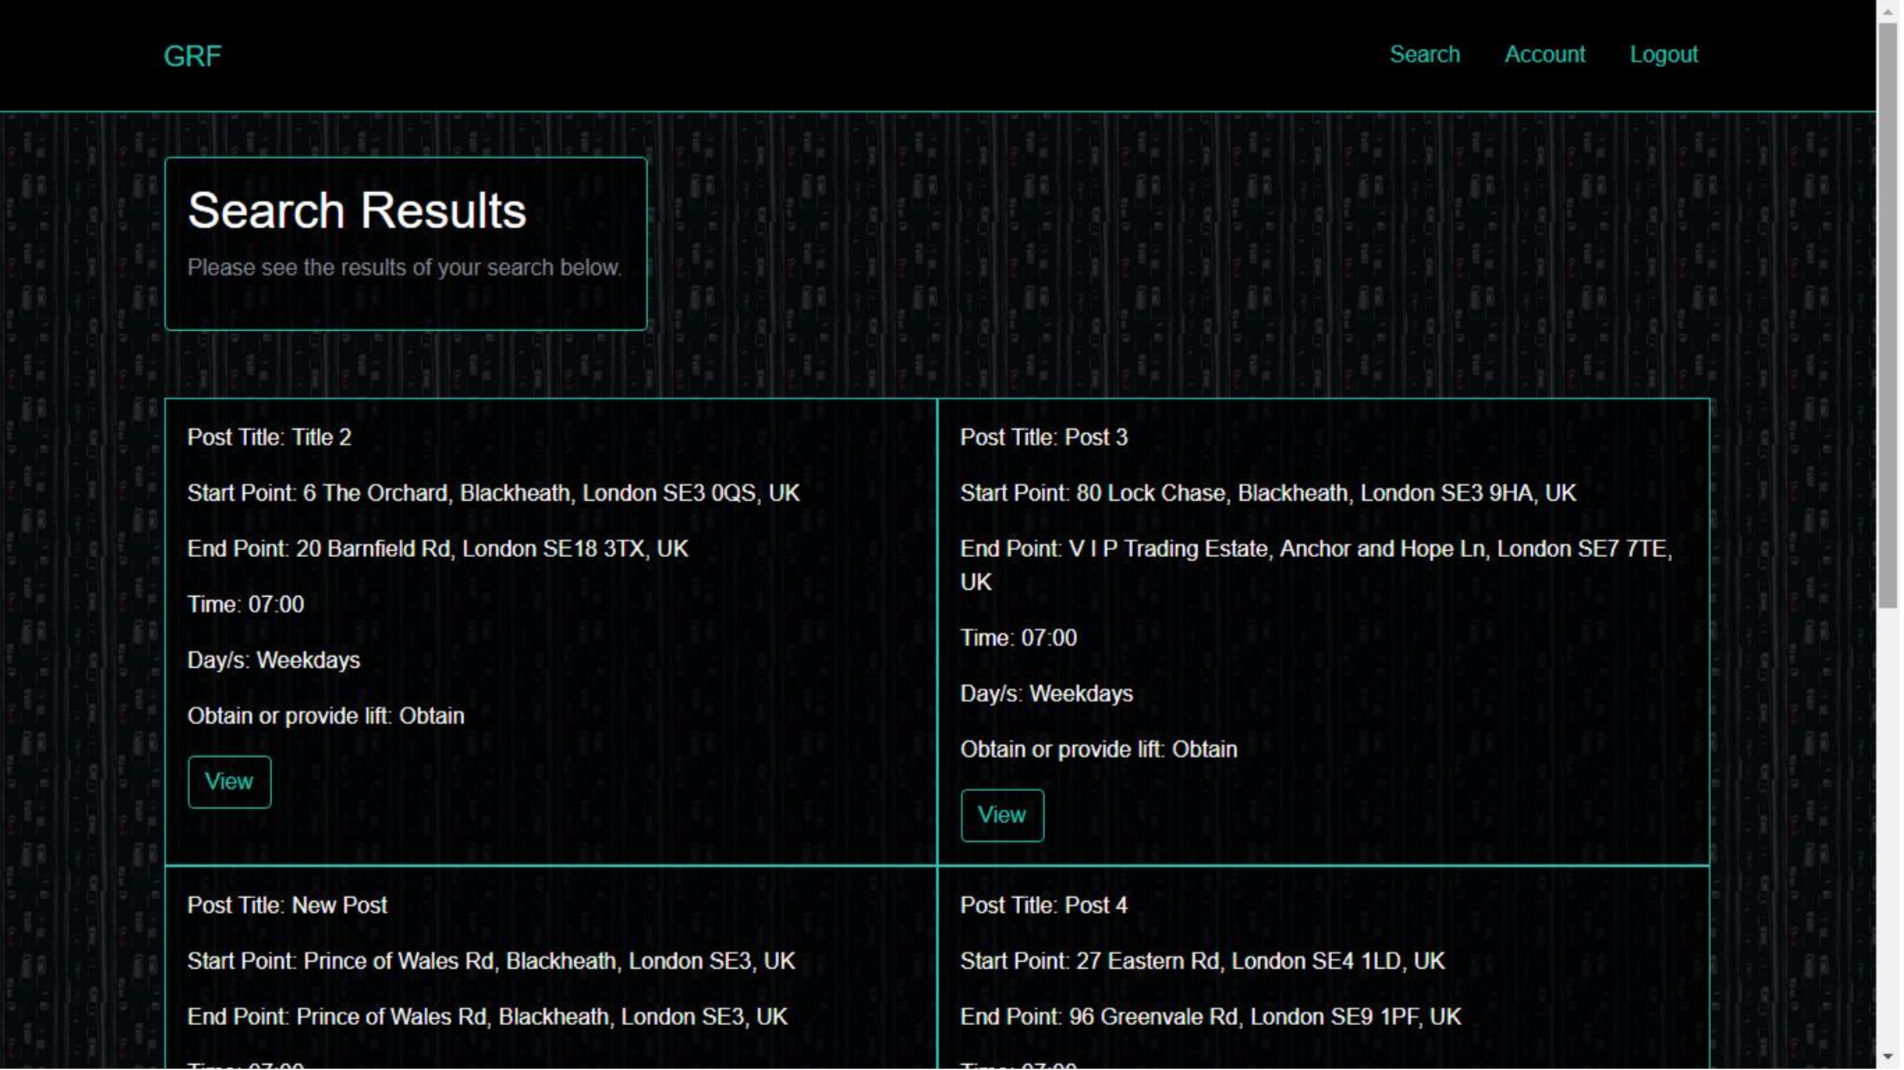 GRF
Search
Account
Logout
Search Results
Please see the results of your search below.
Post Title: Title 2
Start Point: 6 The Orchard, Blackheath, London SE3 0QS, UK
End Point: 20 Barnfield Rd, London SE18 3TX, UK
Time: 07:00
Day/s: Weekdays
Obtain or provide lift: Obtain
View
Post Title: Post 3
Start Point: 80 Lock Chase, Blackheath, London SE3 9HA, UK
End Point: V I P Trading Estate, Anchor and Hope Ln, London SE7 7TE,
UK
Time: 07:00
Day/s: Weekdays
Obtain or provide lift: Obtain
View
Post Title: New Post
Start Point: Prince of Wales Rd, Blackheath, London SE3, UK
End Point: Prince of Wales Rd, Blackheath, London SE3, UK
Time: 07:00
Post Title: Post 4
Start Point: 27 Eastern Rd, London SE4 1LD, UK
End Point: 96 Greenvale Rd, London SE9 1PF, UK
Time: 07:00